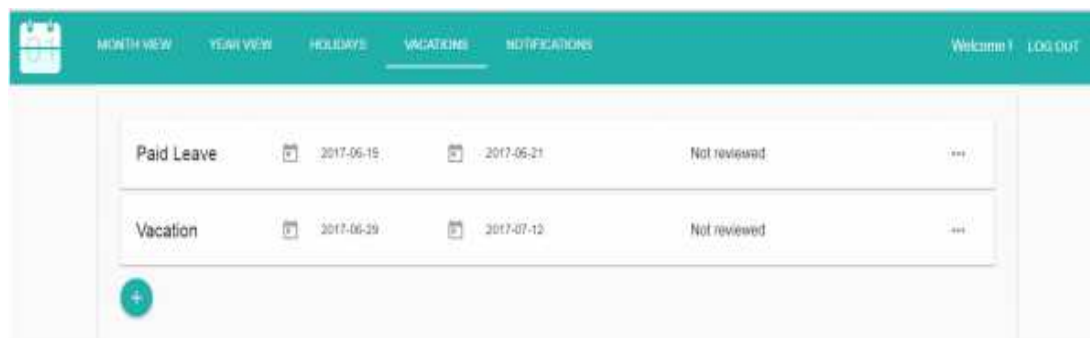 01
MONTH VIEW YEAR VIEW HOLIDAYS VACATIONS NOTIFICATIONS Welcome ! LOG OUT
Paid Leave 2017-06-15 2017-06-21 Not reviewed ...
Vacation 2017-06-29 2017-07-12 Not reviewed ...
+